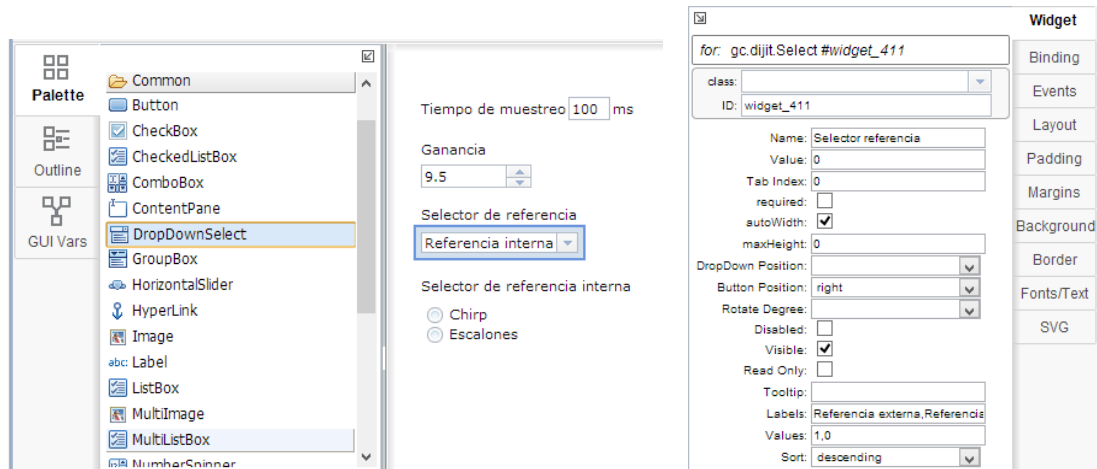 Palette
Outline
GUI Vars
Common
Button
CheckBox
CheckedListBox
ComboBox
ContentPane
DropDownSelect
GroupBox
HorizontalSlider
HyperLink
Image
abc: Label
ListBox
MultiImage
MultiListBox
NumberSpinner
Tiempo de muestreo 100 ms
Ganancia
9.5
Selector de referencia
Referencia interna
Selector de referencia interna
Chirp
Escalones
for: gc.dijit.Select #widget_411
class:
ID: widget_411
Name: Selector referencia
Value: 0
Tab Index: 0
required:
autoWidth:
maxHeight: 0
DropDown Position:
Button Position: right
Rotate Degree:
Disabled:
Visible:
Read Only:
Tooltip:
Labels: Referencia externa,Referencia
Values: 1,0
Sort: descending
Widget
Binding
Events
Layout
Padding
Margins
Background
Border
Fonts/Text
SVG